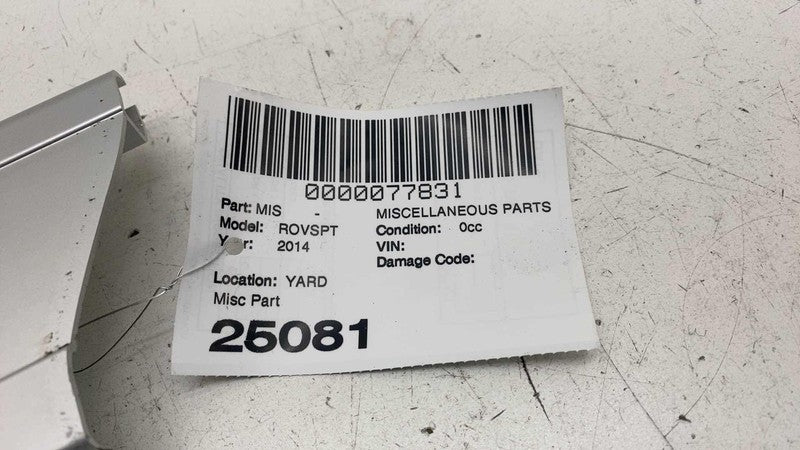 0000077831
Part: MIS - MISCELLANEOUS PARTS
Model: ROVSPT Condition: 0cc
Year: 2014 VIN:
Damage Code:
Location: YARD
Misc Part
25081